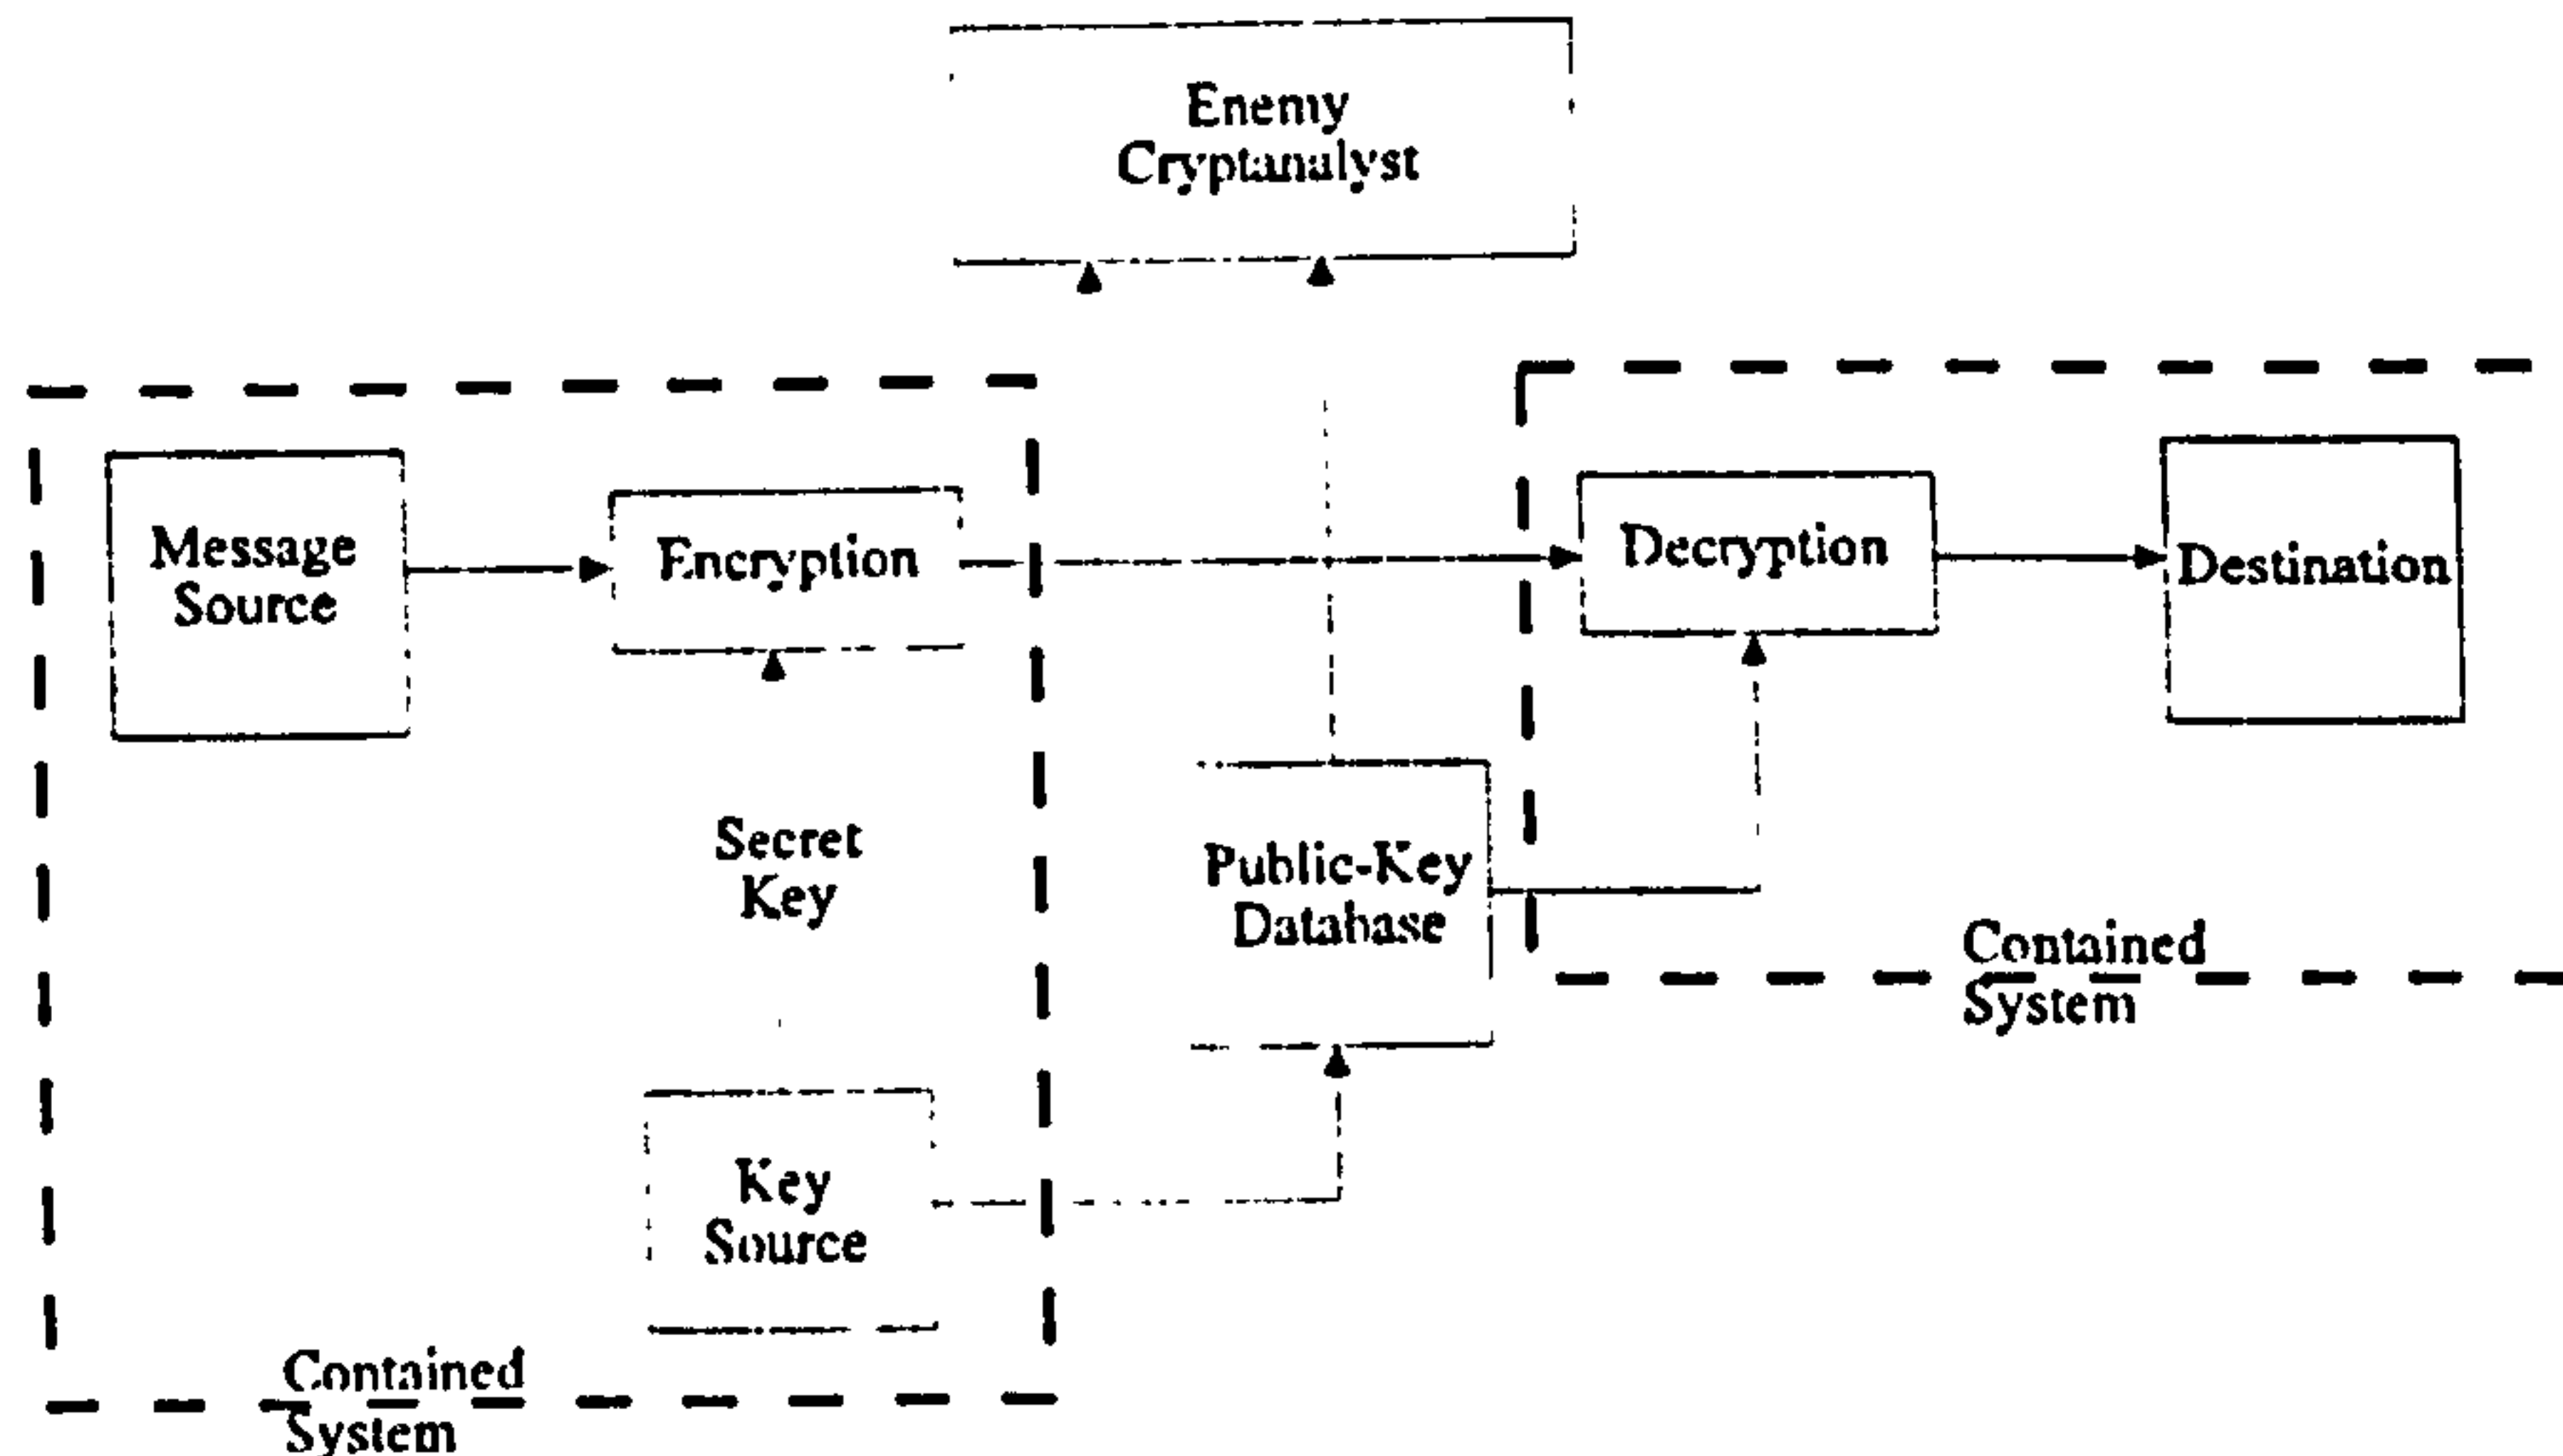 Enemy
Cryptanalyst
Message
Source
Encryption
Decryption
Destination
Secret
Key
Public-Key
Database
Contained
System
Key
Source
Contained
System